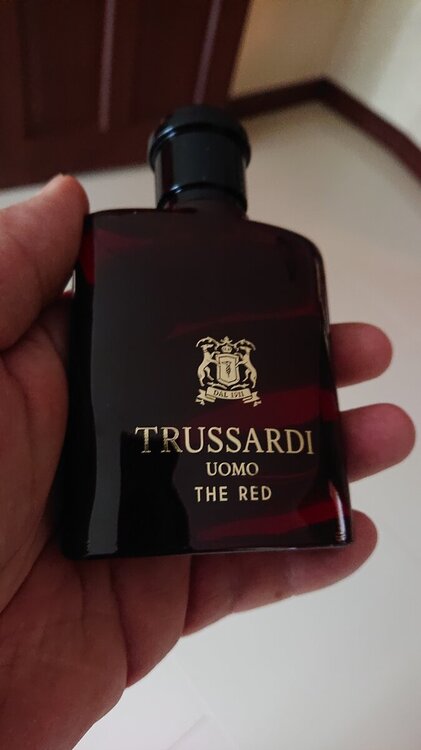 DAL 1911
TRUSSARDI
UOMO
THE RED